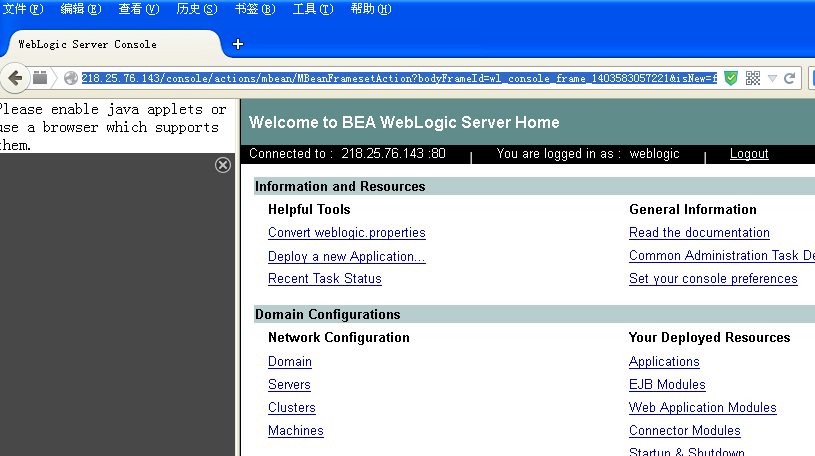 文件(F) 编辑(E) 查看(V) 历史(S) 书签(B) 工具(T) 帮助(H)
WebLogic Server Console
218.25.76.143/console/actions/mbean/MBeanFramesetAction?bodyFrameId=wl_console_frame_1403583057221&isNew=f
Please enable java applets or
use a browser which supports
them.
Welcome to BEA WebLogic Server Home
Connected to : 218.25.76.143 :80 | You are logged in as : weblogic | Logout
Information and Resources
Helpful Tools
Convert weblogic.properties
Deploy a new Application...
Recent Task Status
General Information
Read the documentation
Common Administration Task De
Set your console preferences
Domain Configurations
Network Configuration
Domain
Servers
Clusters
Machines
Your Deployed Resources
Applications
EJB Modules
Web Application Modules
Connector Modules
Startup & Shutdown